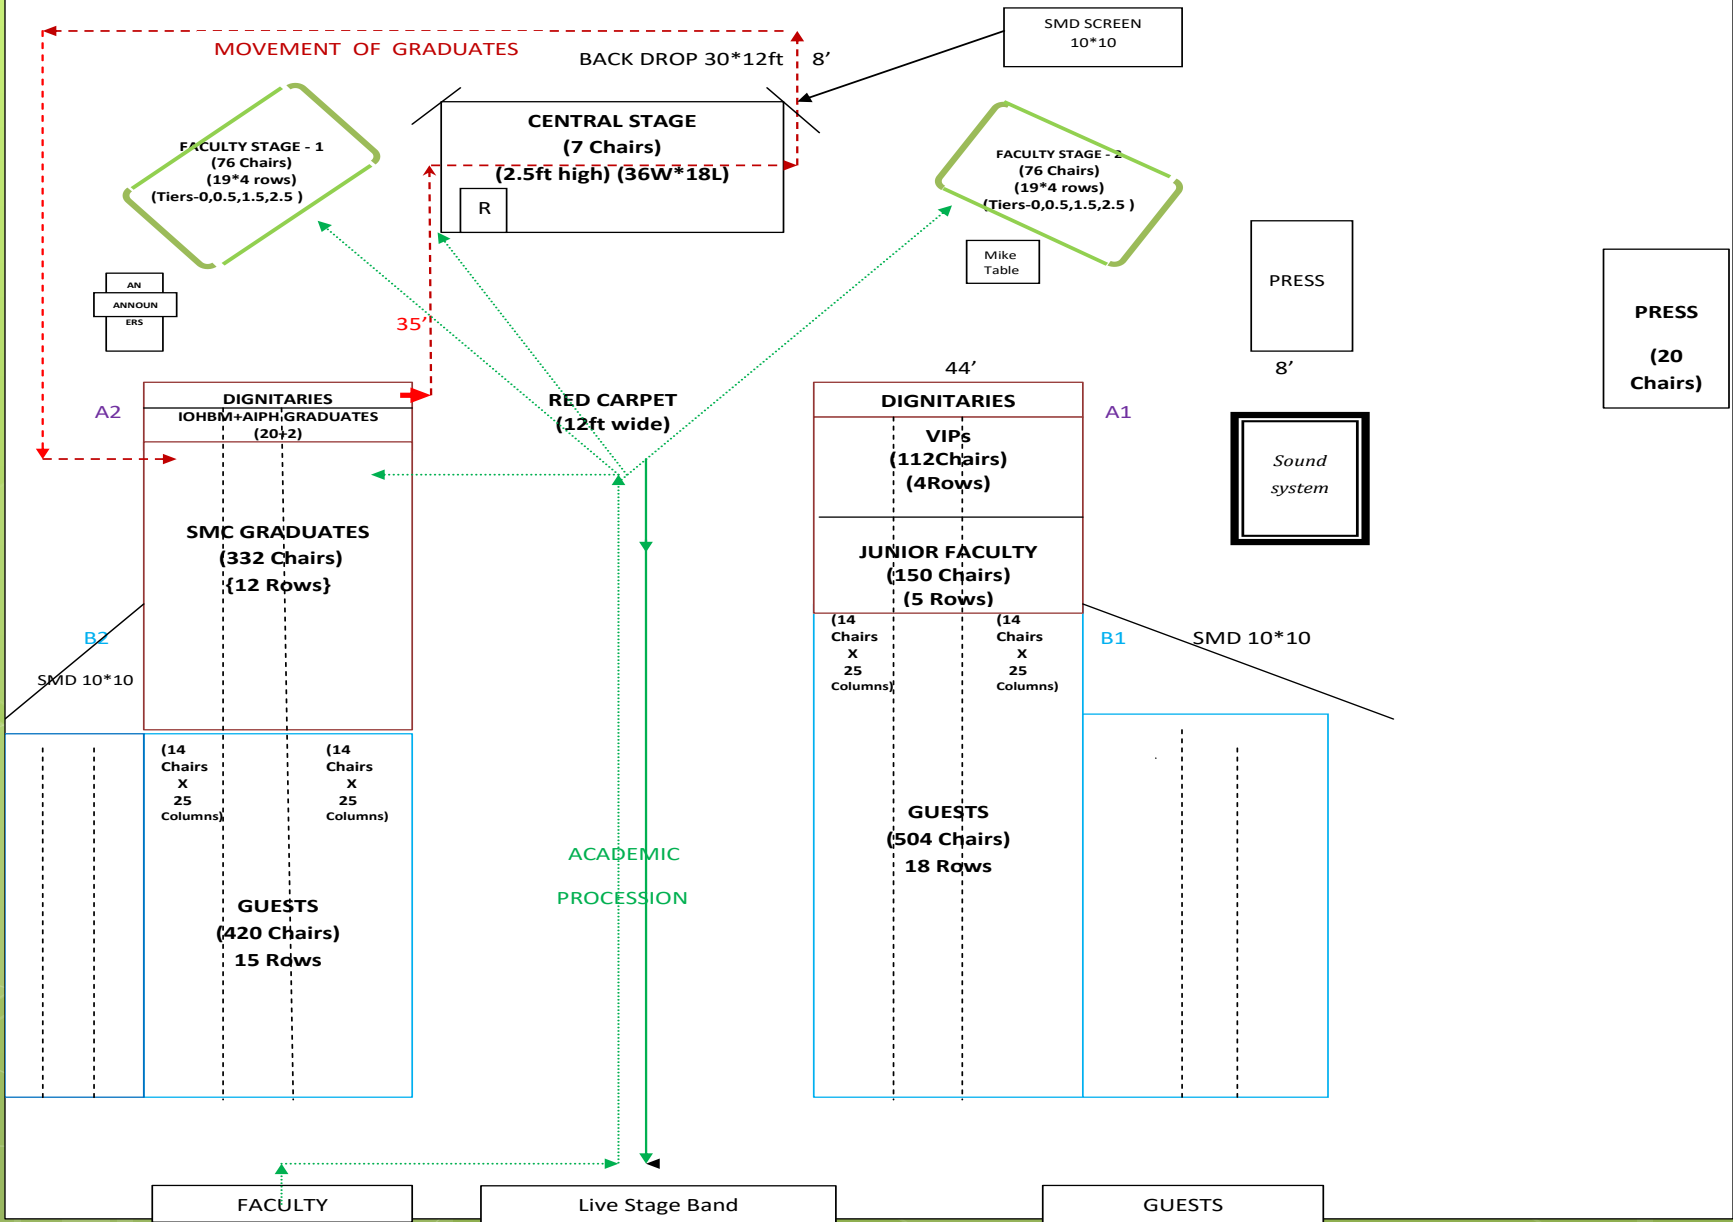 SMD SCREEN
10*10
MOVEMENT OF GRADUATES
BACK DROP 30*12ft
8’
CENTRAL STAGE
(7 Chairs)
(2.5ft high) (36W*18L)
R
FACULTY STAGE - 1
(76 Chairs)
(19*4 rows)
(Tiers-0,0.5,1.5,2.5 )
FACULTY STAGE - 2
(76 Chairs)
(19*4 rows)
(Tiers-0,0.5,1.5,2.5 )
Mike
Table
PRESS
PRESS
(20
Chairs)
AN
ANNOUN
ERS
35’
44’
8’
A2
DIGNITARIES
IOHBM+AIPH GRADUATES
(20+2)
RED CARPET
(12ft wide)
DIGNITARIES
A1
VIPs
(112Chairs)
(4Rows)
Sound
system
SMC GRADUATES
(332 Chairs)
{12 Rows}
JUNIOR FACULTY
(150 Chairs)
(5 Rows)
B2
SMD 10*10
(14
Chairs
X
25
Columns)
(14
Chairs
X
25
Columns)
B1
SMD 10*10
(14
Chairs
X
25
Columns)
(14
Chairs
X
25
Columns)
GUESTS
(504 Chairs)
18 Rows
ACADEMIC
PROCESSION
GUESTS
(420 Chairs)
15 Rows
FACULTY
Live Stage Band
GUESTS